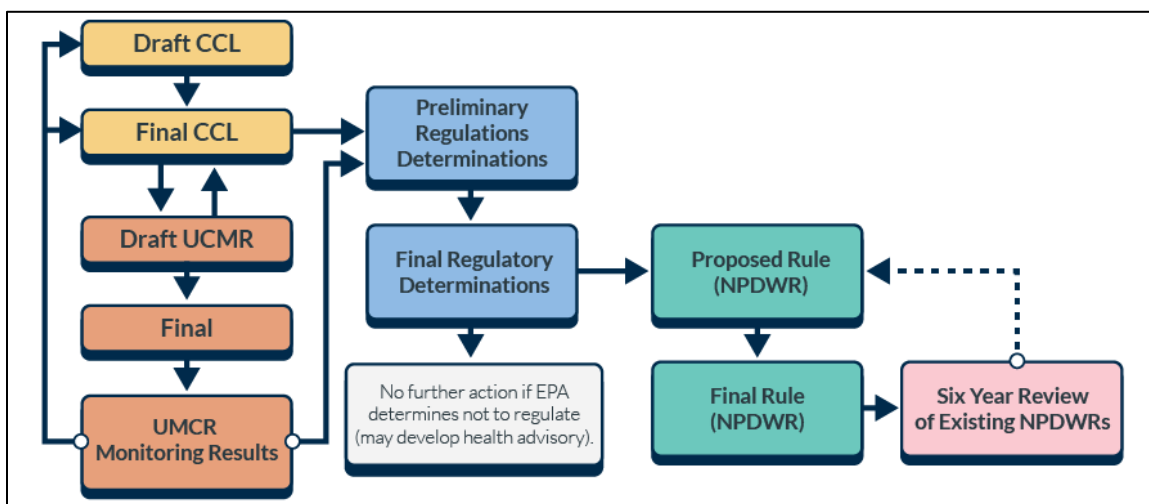 Draft CCL
Final CCL
Draft UCMR
Final
UMCR
Monitoring Results
Preliminary
Regulations
Determinations
Final Regulatory
Determinations
No further action if EPA
determines not to regulate
(may develop health advisory).
Proposed Rule
(NPDWR)
Final Rule
(NPDWR)
Six Year Review
of Existing NPDWRs